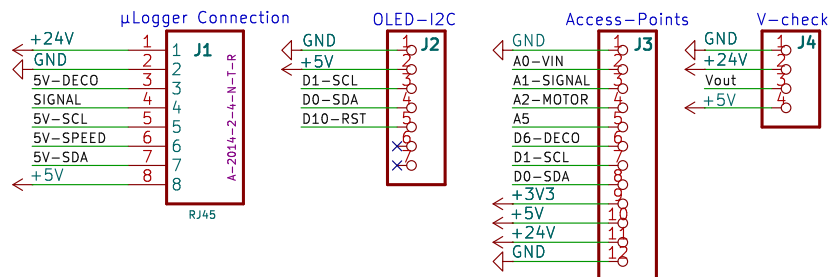 µLogger Connection
+24V 1 1 J1
GND 2 2
5V-DECO 3 3
SIGNAL 4 4
5V-SCL 5 5
5V-SPEED 6 6
5V-SDA 7 7
+5V 8 8
A-2014-2-4-N-T-R
RJ45
OLED-I2C
GND 1 J2
+5V 2
D1-SCL 3
D0-SDA 4
D10-RST 5
6
7
Access-Points
GND 1 J3
A0-VIN 2
A1-SIGNAL 3
A2-MOTOR 4
A5 5
D6-DECO 6
D1-SCL 7
D0-SDA 8
+3V3 9
+5V 10
+24V 11
GND 12
V-check
GND 1 J4
+24V 2
Vout 3
+5V 4